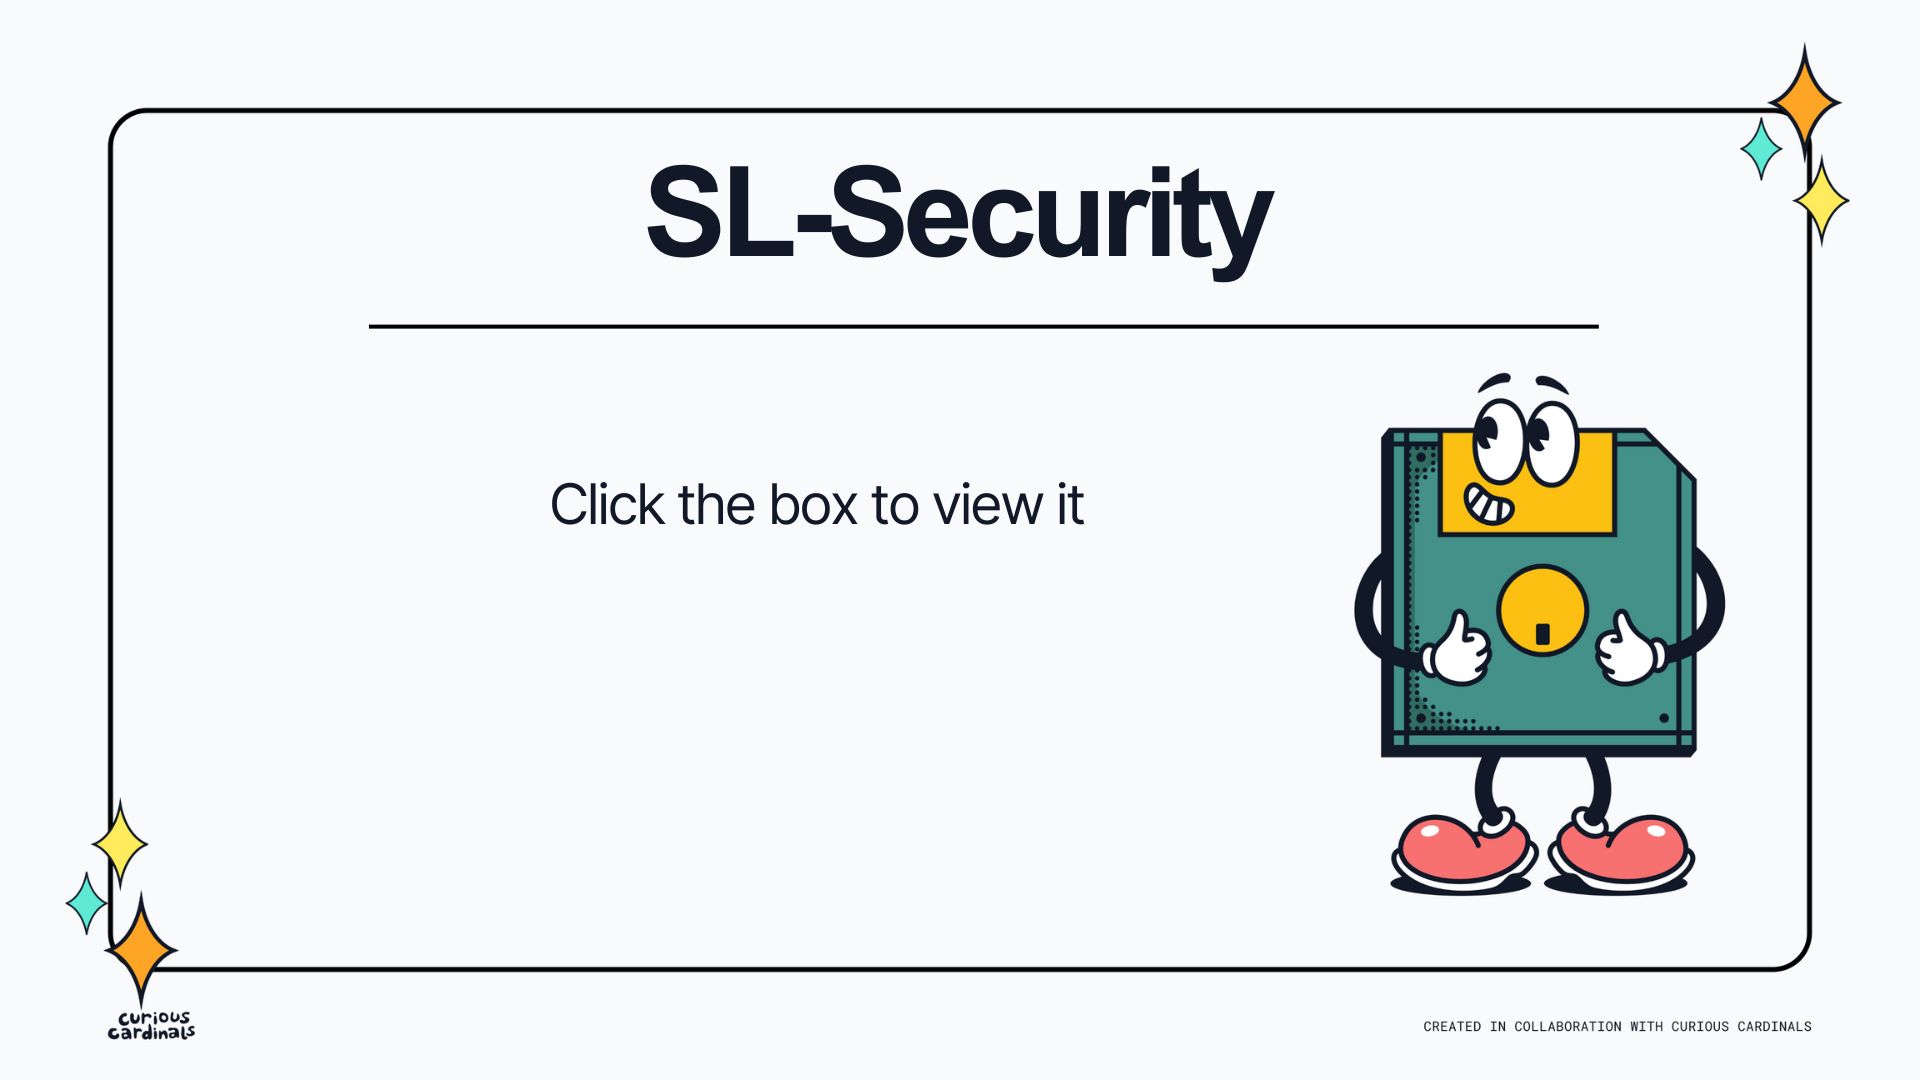 SL-Security
Click the box to view it
curious
cardinals
CREATED IN COLLABORATION WITH CURIOUS CARDINALS